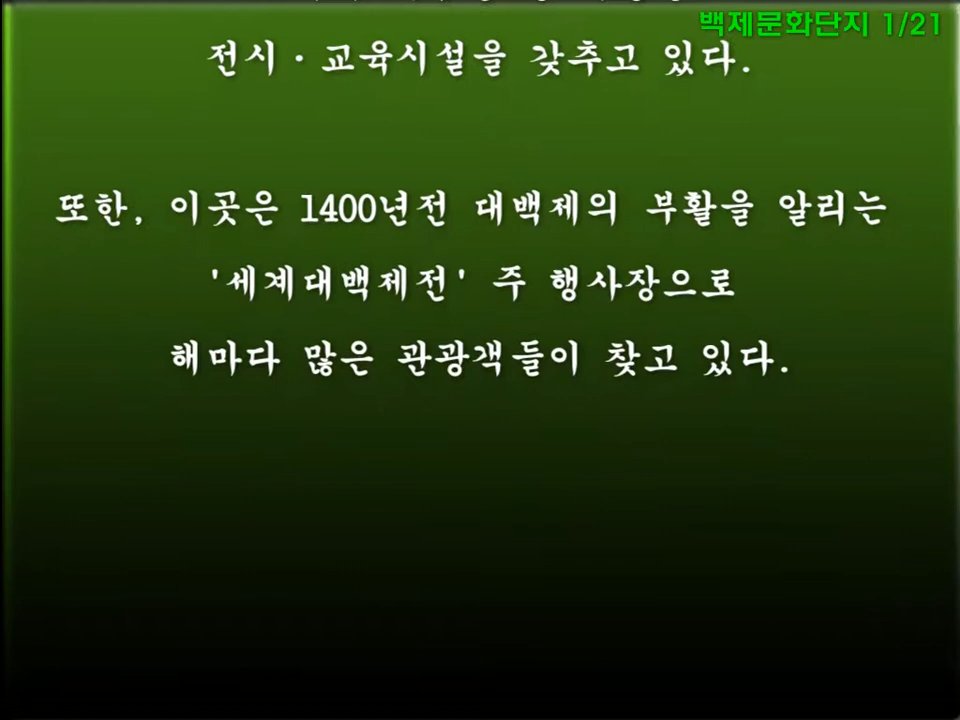 백제문화단지 1/21
전시·교육시설을 갖추고 있다.
또한, 이곳은 1400년전 대백제의 부활을 알리는
'세계대백제전' 주 행사장으로
해마다 많은 관광객들이 찾고 있다.